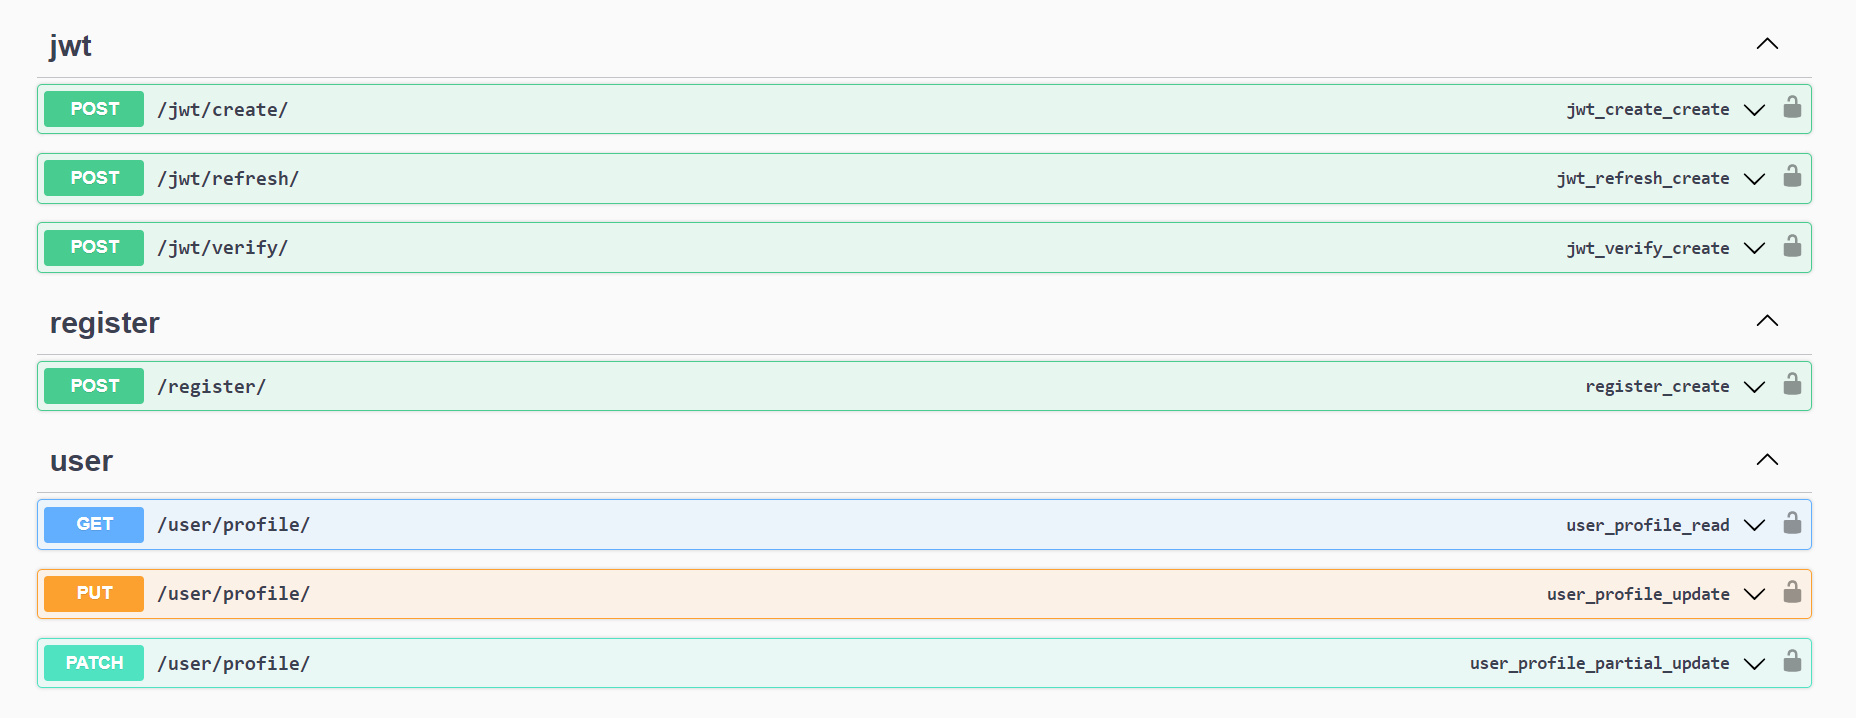 jwt
POST /jwt/create/ jwt_create_create
POST /jwt/refresh/ jwt_refresh_create
POST /jwt/verify/ jwt_verify_create
register
POST /register/ register_create
user
GET /user/profile/ user_profile_read
PUT /user/profile/ user_profile_update
PATCH /user/profile/ user_profile_partial_update